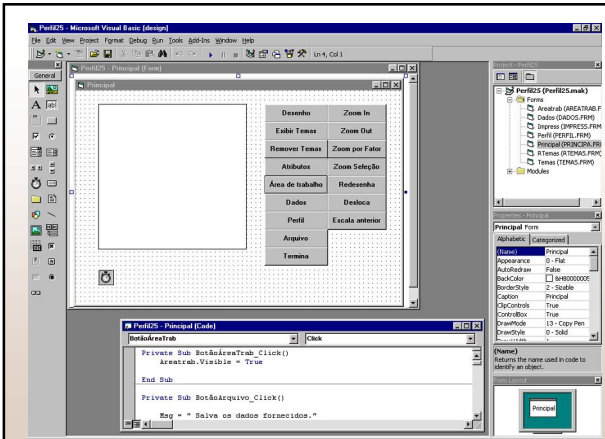 Perfil25 - Microsoft Visual Basic [design]
File Edit View Project Format Debug Run Tools Add-Ins Window Help
Ln 4, Col 1
General
Perfil25 - Principal (Form)
Principal
Desenho
Zoom In
Exibir Temas
Zoom Out
Remover Temas
Zoom por Fator
Atributos
Zoom Seleção
Área de trabalho
Redesenha
Dados
Desloca
Perfil
Escala anterior
Arquivo
Termina
Perfil25 - Principal (Code)
BotãoÁreaTrab
Click
Private Sub BotãoÁreaTrab_Click()
Areatrab.Visible = True
End Sub
Private Sub BotãoArquivo_Click()
Msg = " Salva os dados fornecidos."
Project - Perfil25
Perfil25 (Perfil25.mak)
Forms
Areatrab (AREATRAB.F
Dados (DADOS.FRM)
Impress (IMPRESS.FRM
Perfil (PERFIL.FRM)
Principal (PRINCIPA.FR
RTemas (RTEMAS.FRM)
Temas (TEMAS.FRM)
Modules
Properties - Principal
Principal Form
Alphabetic Categorized
(Name) Principal
Appearance 0 - Flat
AutoRedraw False
BackColor
BorderStyle 2 - Sizable
Caption Principal
ClipControls True
ControlBox True
DrawMode 13 - Copy Pen
DrawStyle 0 - Solid
(Name)
Returns the name used in code to
identify an object.
Form Layout
Principal